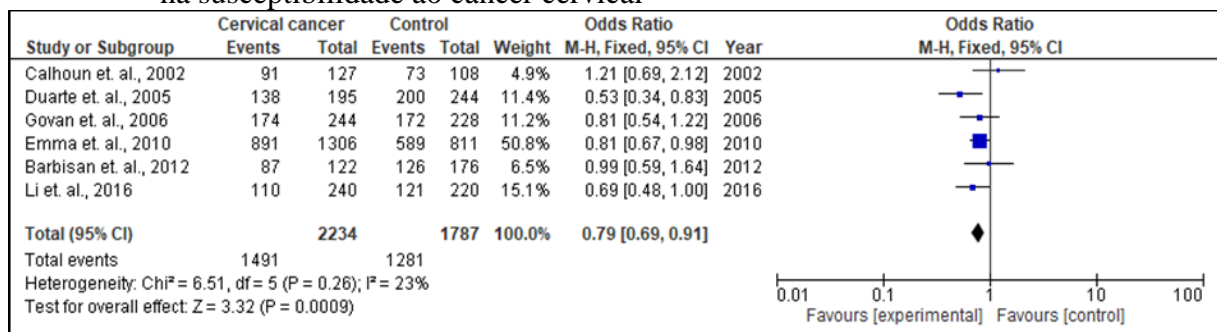 na susceptibilidade ao câncer cervical
Cervical cancer Control Odds Ratio Odds Ratio
Study or Subgroup Events Total Events Total Weight M-H, Fixed, 95% CI Year M-H, Fixed, 95% CI
Calhoun et. al., 2002 91 127 73 108 4.9% 1.21 [0.69, 2.12] 2002
Duarte et. al., 2005 138 195 200 244 11.4% 0.53 [0.34, 0.83] 2005
Govan et. al., 2006 174 244 172 228 11.2% 0.81 [0.54, 1.22] 2006
Emma et. al., 2010 891 1306 589 811 50.8% 0.81 [0.67, 0.98] 2010
Barbisan et. al., 2012 87 122 126 176 6.5% 0.99 [0.59, 1.64] 2012
Li et. al., 2016 110 240 121 220 15.1% 0.69 [0.48, 1.00] 2016
Total (95% CI) 2234 1787 100.0% 0.79 [0.69, 0.91]
Total events 1491 1281
Heterogeneity: Chi² = 6.51, df = 5 (P = 0.26); I² = 23%
Test for overall effect: Z = 3.32 (P = 0.0009)
0.01 0.1 1 10 100
Favours [experimental] Favours [control]